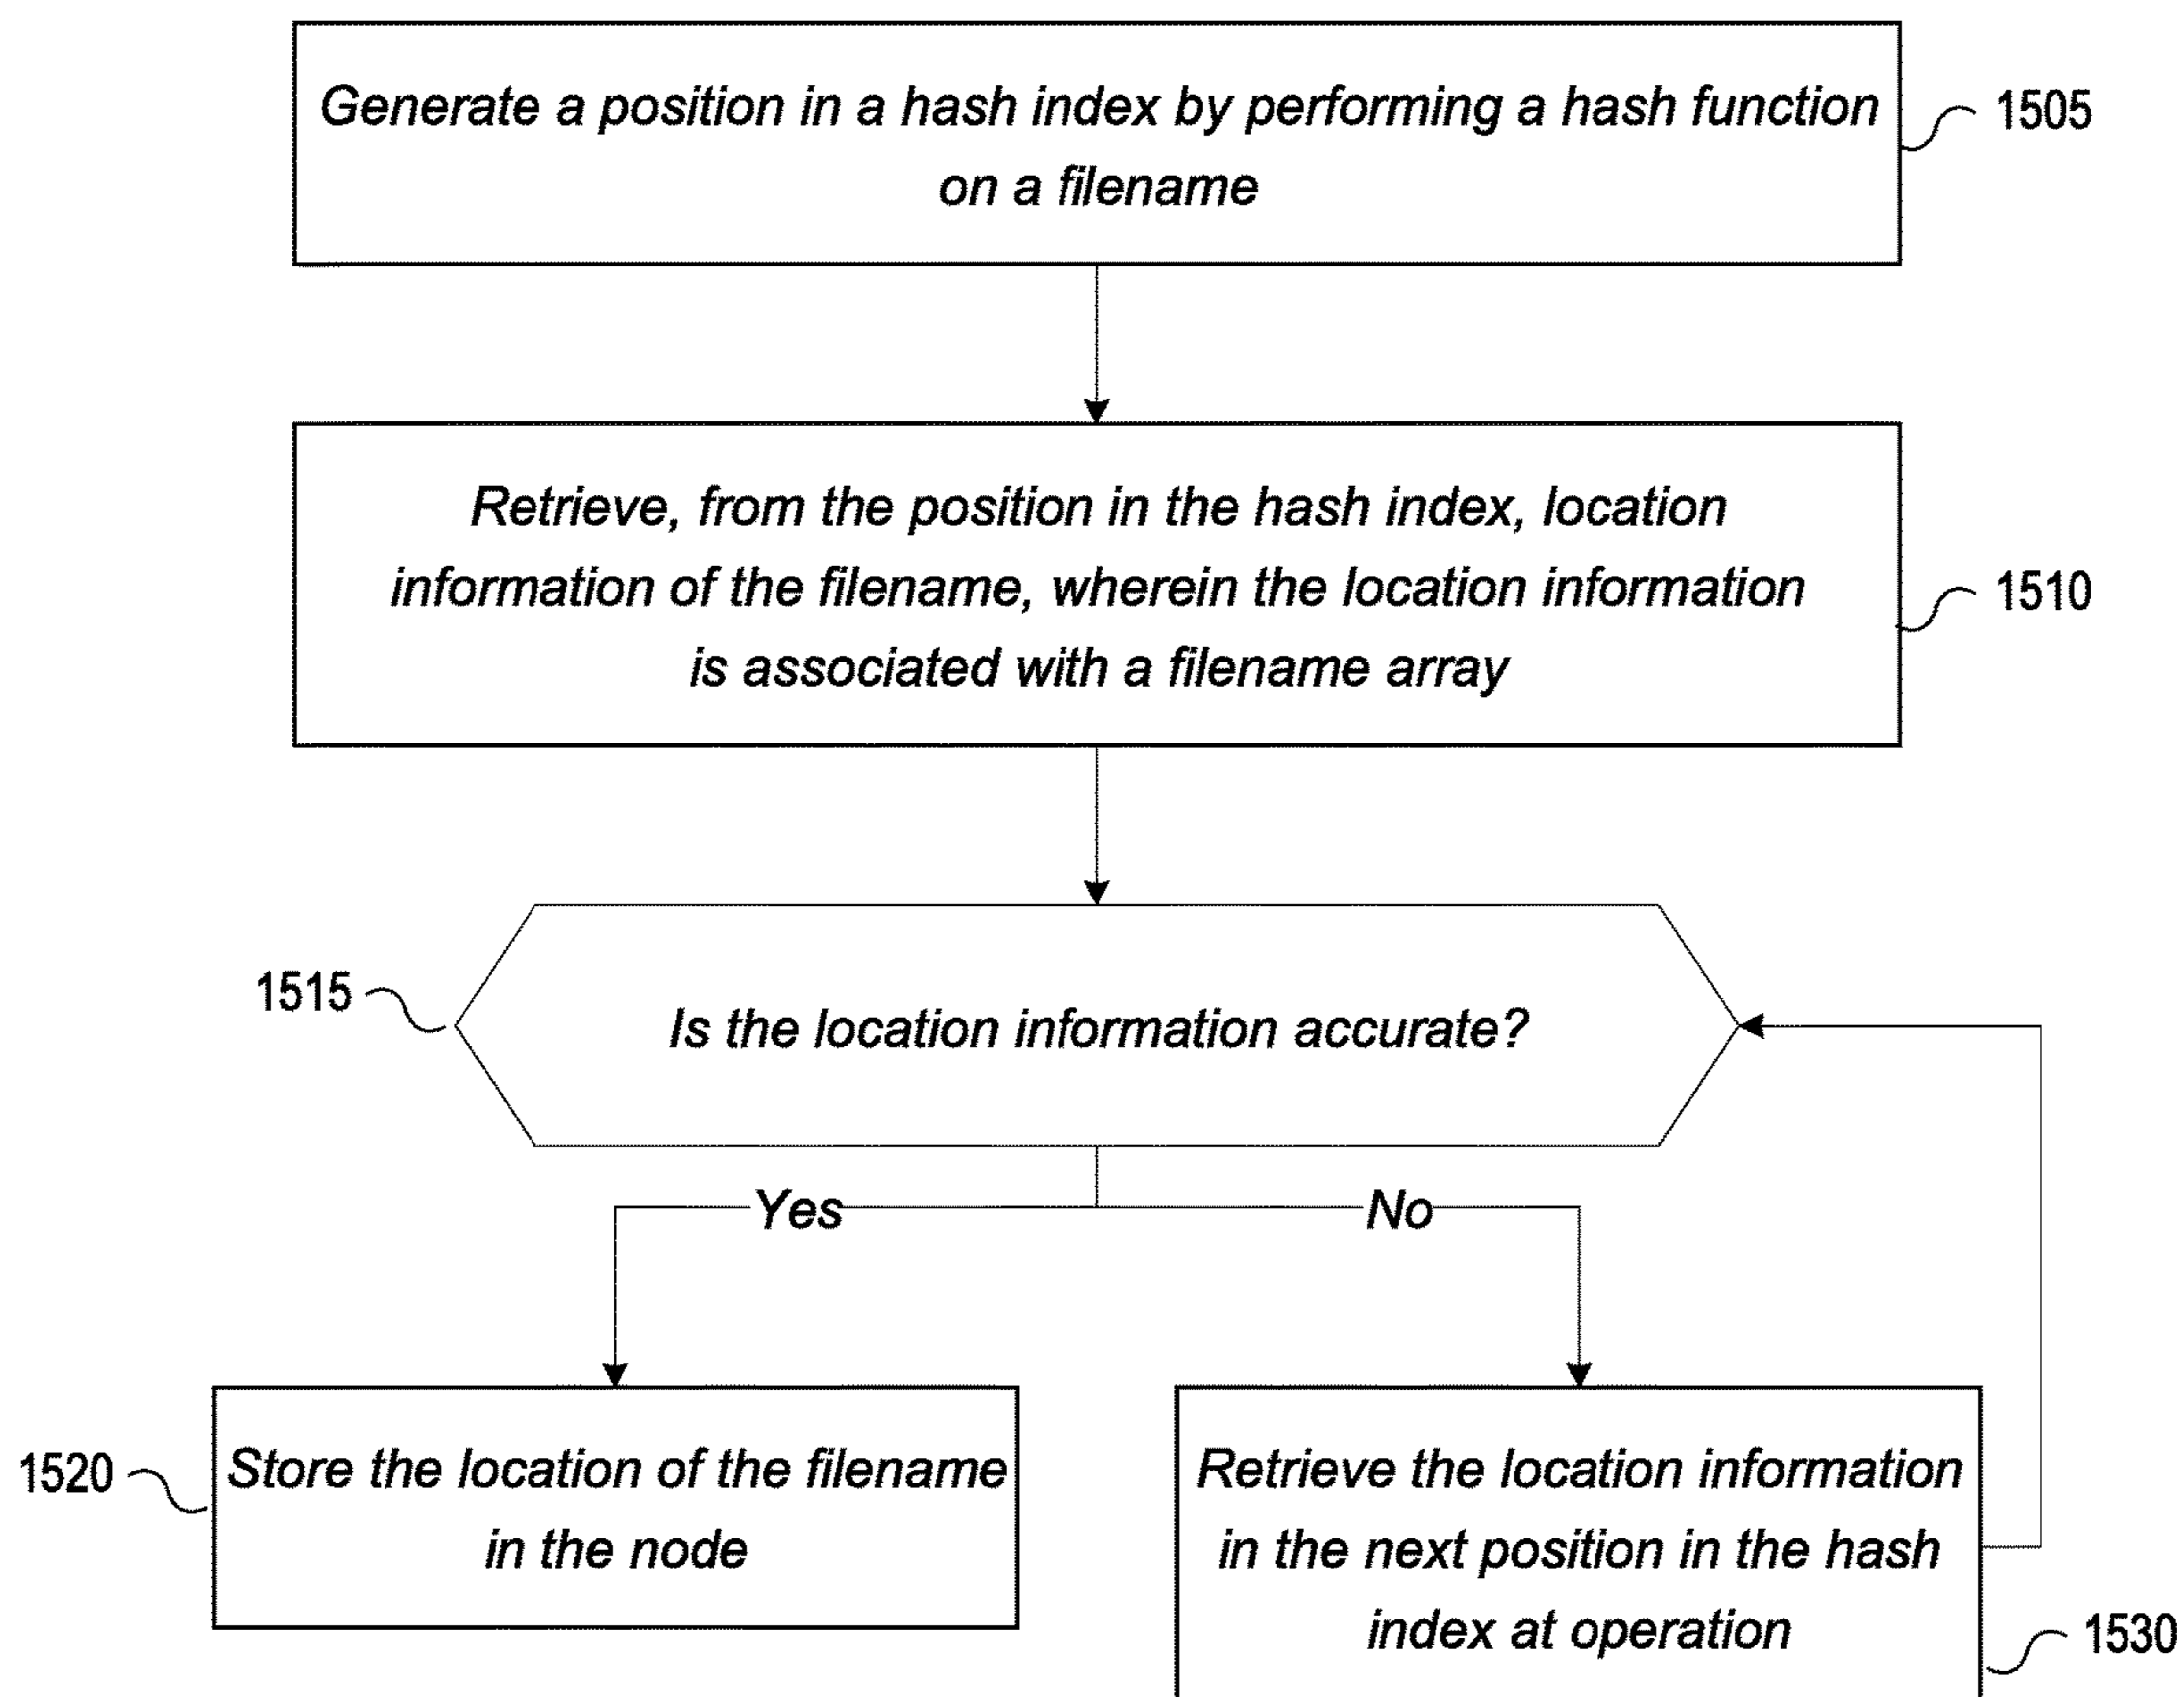 Generate a position in a hash index by performing a hash function
on a filename
1505
Retrieve, from the position in the hash index, location
information of the filename, wherein the location information
is associated with a filename array
1510
1515
Is the location information accurate?
Yes
No
1520
Store the location of the filename
in the node
Retrieve the location information
in the next position in the hash
index at operation
1530